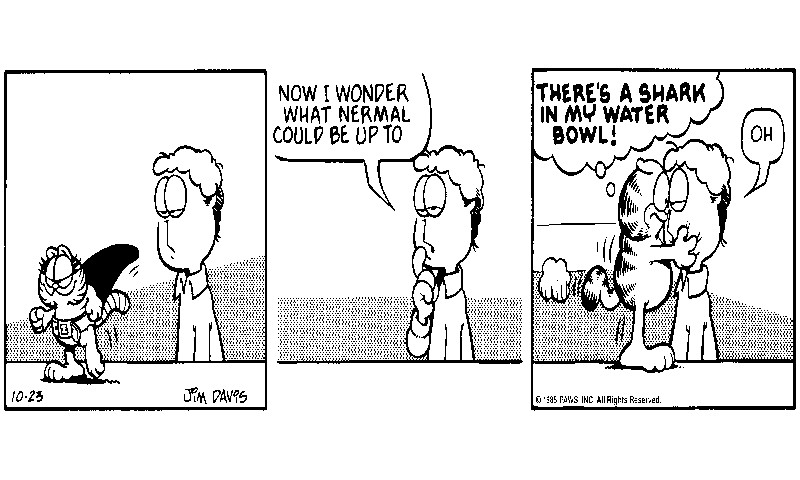 10-23
JIM DAVIS
NOW I WONDER
WHAT NERMAL
COULD BE UP TO
THERE'S A SHARK
IN MY WATER
BOWL!
OH
© 1985 PAWS, INC. All Rights Reserved.